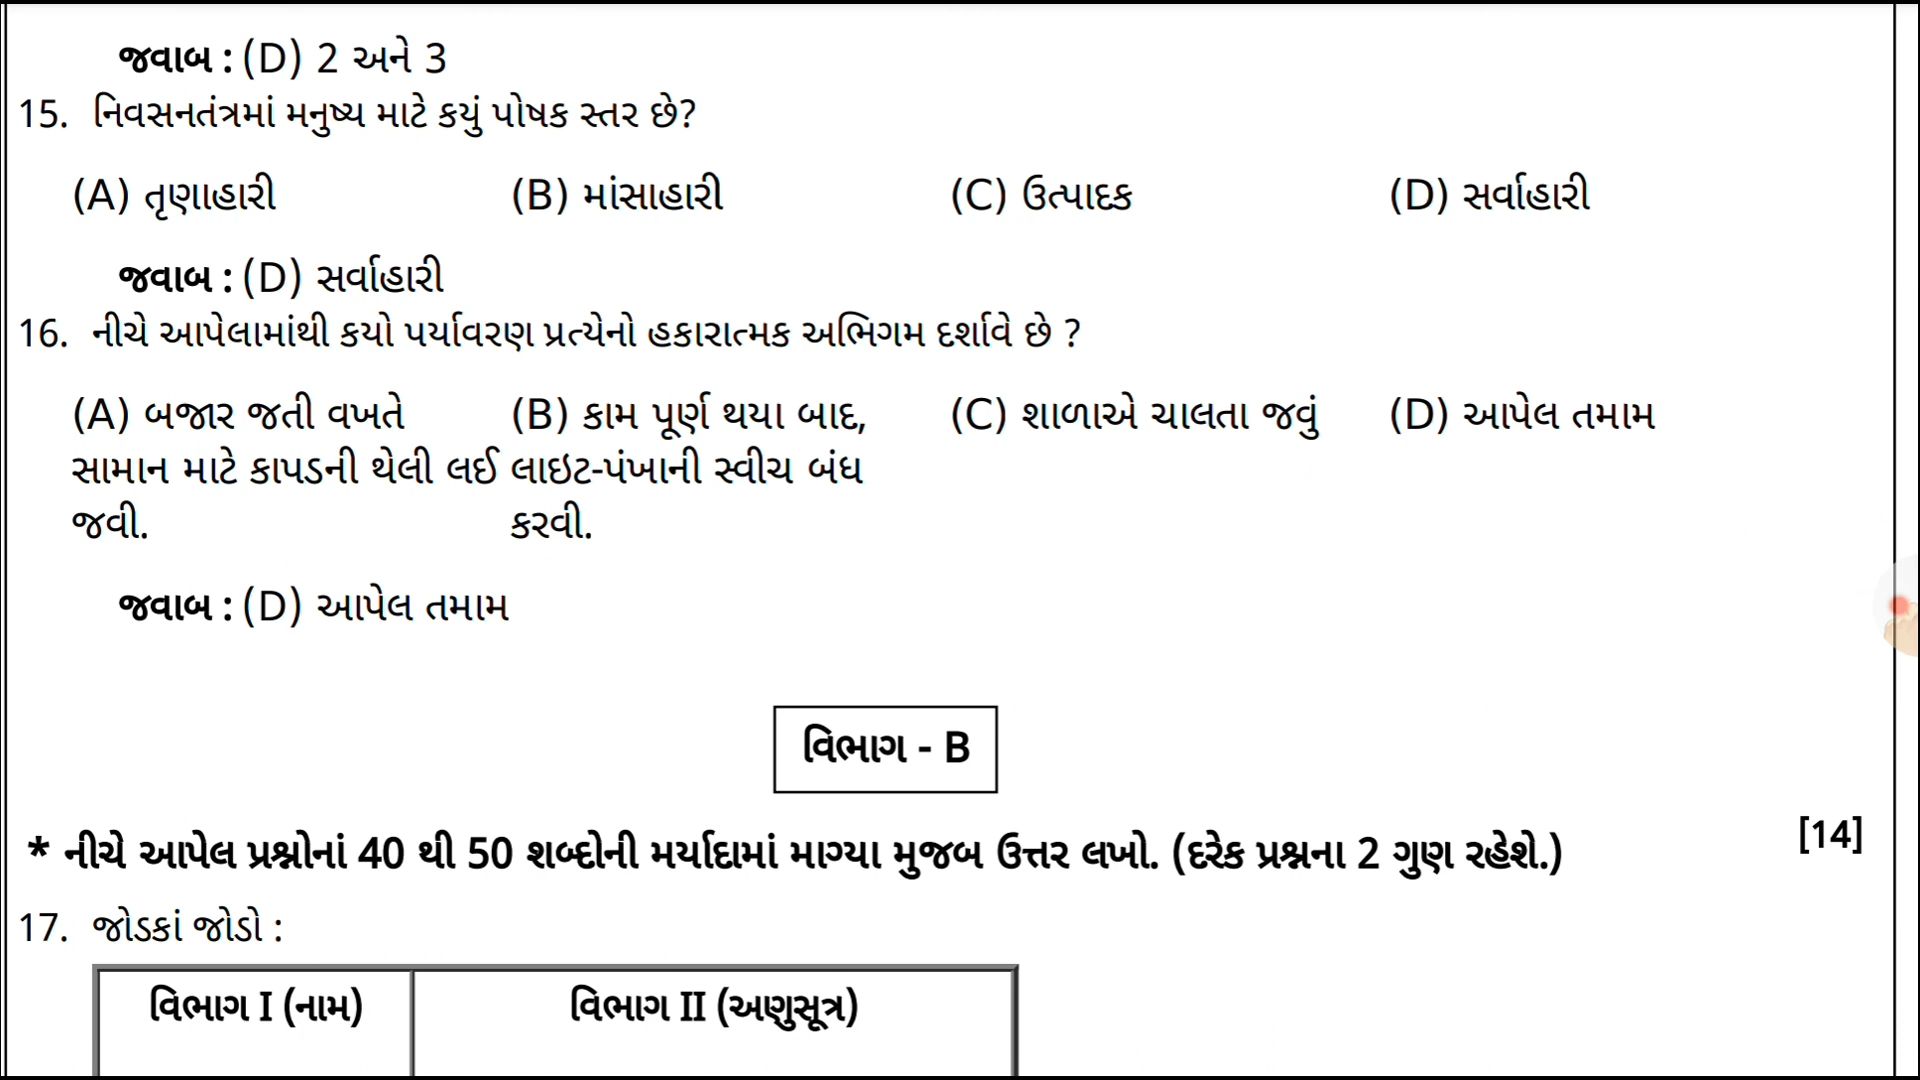 જવાબ : (D) 2 અને 3
15. નિવસનતંત્રમાં મનુષ્ય માટે કયું પોષક સ્તર છે?
(A) તૃણાહારી (B) માંસાહારી (C) ઉત્પાદક (D) સર્વાહારી
જવાબ : (D) સર્વાહારી
16. નીચે આપેલામાંથી કયો પર્યાવરણ પ્રત્યેનો હકારાત્મક અભિગમ દર્શાવે છે ?
(A) બજાર જતી વખતે
સામાન માટે કાપડની થેલી લઈ
જવી.
(B) કામ પૂર્ણ થયા બાદ,
લાઇટ-પંખાની સ્વીચ બંધ
કરવી.
(C) શાળાએ ચાલતા જવું
(D) આપેલ તમામ
જવાબ : (D) આપેલ તમામ
વિભાગ - B
* નીચે આપેલ પ્રશ્નોનાં 40 થી 50 શબ્દોની મર્યાદામાં માગ્યા મુજબ ઉત્તર લખો. (દરેક પ્રશ્નના 2 ગુણ રહેશે.) [14]
17. જોડકાં જોડો :
વિભાગ I (નામ) વિભાગ II (અણુસૂત્ર)